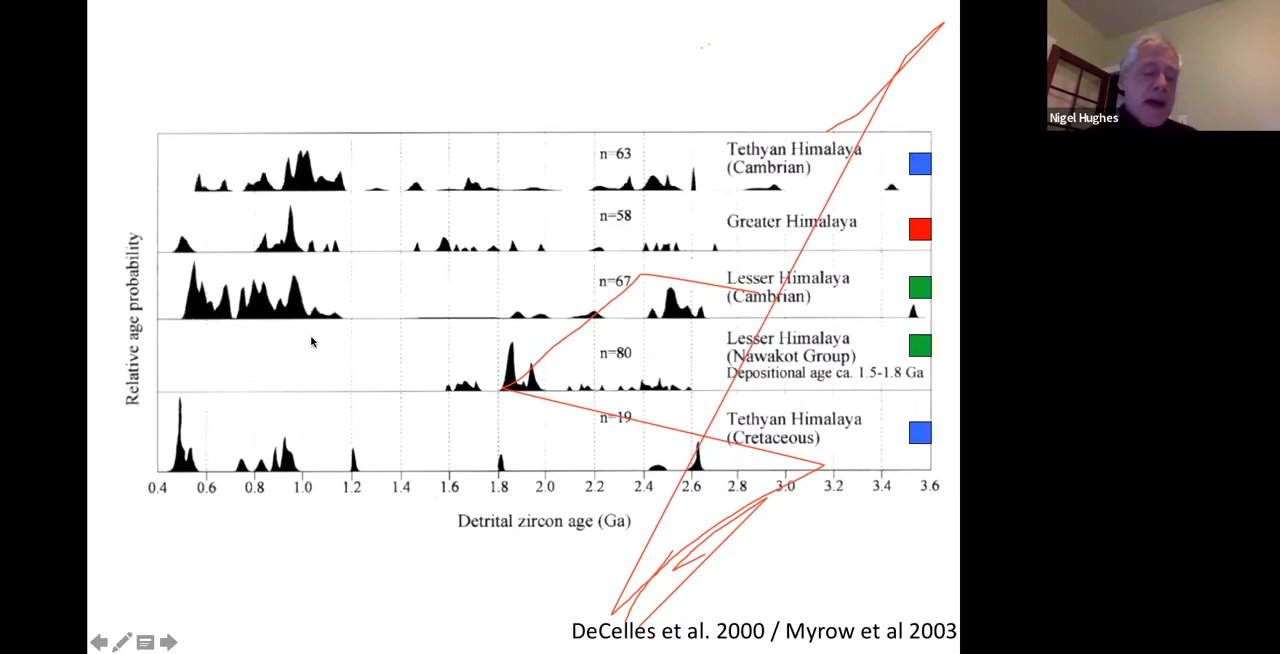 Nigel Hughes
n=63
Tethyan Himalaya
(Cambrian)
n=58
Greater Himalaya
n=67
Lesser Himalaya
(Cambrian)
n=80
Lesser Himalaya
(Nawakot Group)
Depositional age ca. 1.5-1.8 Ga
n=19
Tethyan Himalaya
(Cretaceous)
Relative age probability
0.4 0.6 0.8 1.0 1.2 1.4 1.6 1.8 2.0 2.2 2.4 2.6 2.8 3.0 3.2 3.4 3.6
Detrital zircon age (Ga)
DeCelles et al. 2000 / Myrow et al 2003